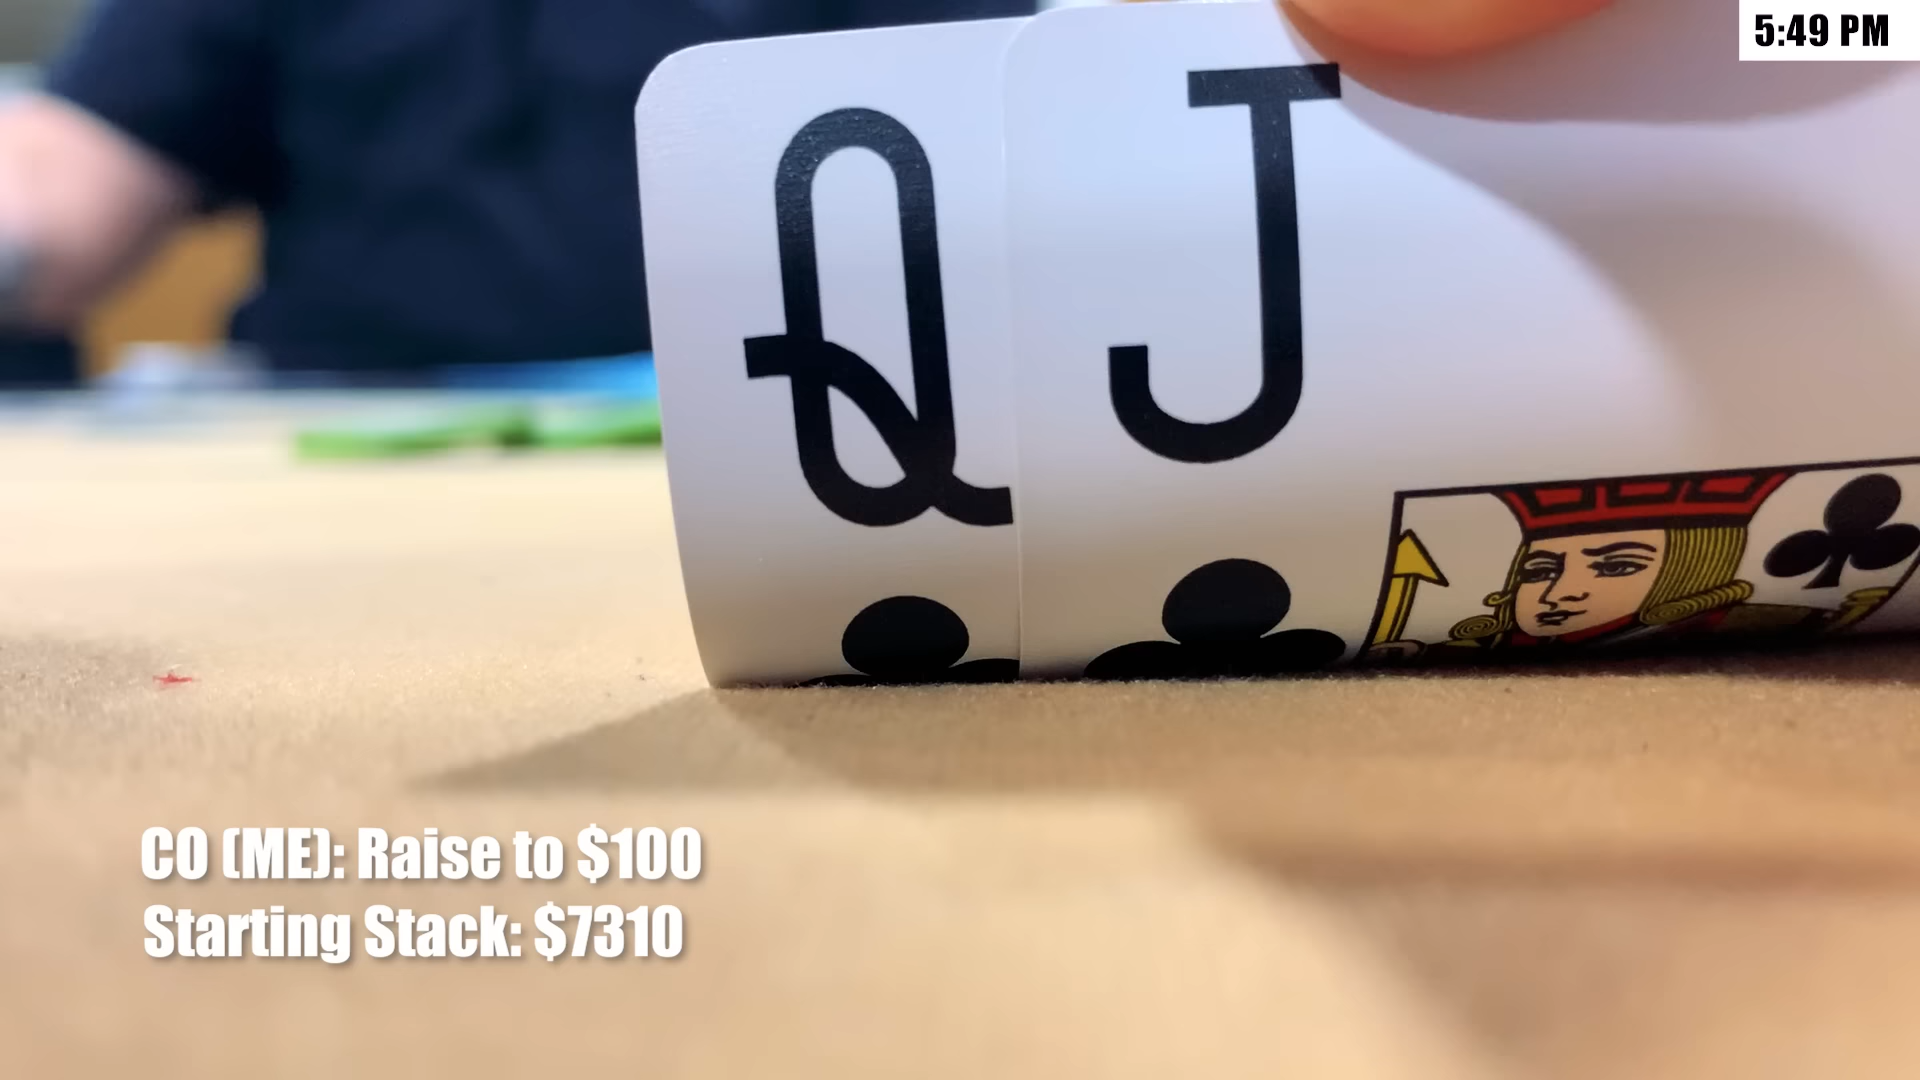 5:49 PM
Q J
CO (ME): Raise to $100
Starting Stack: $7310